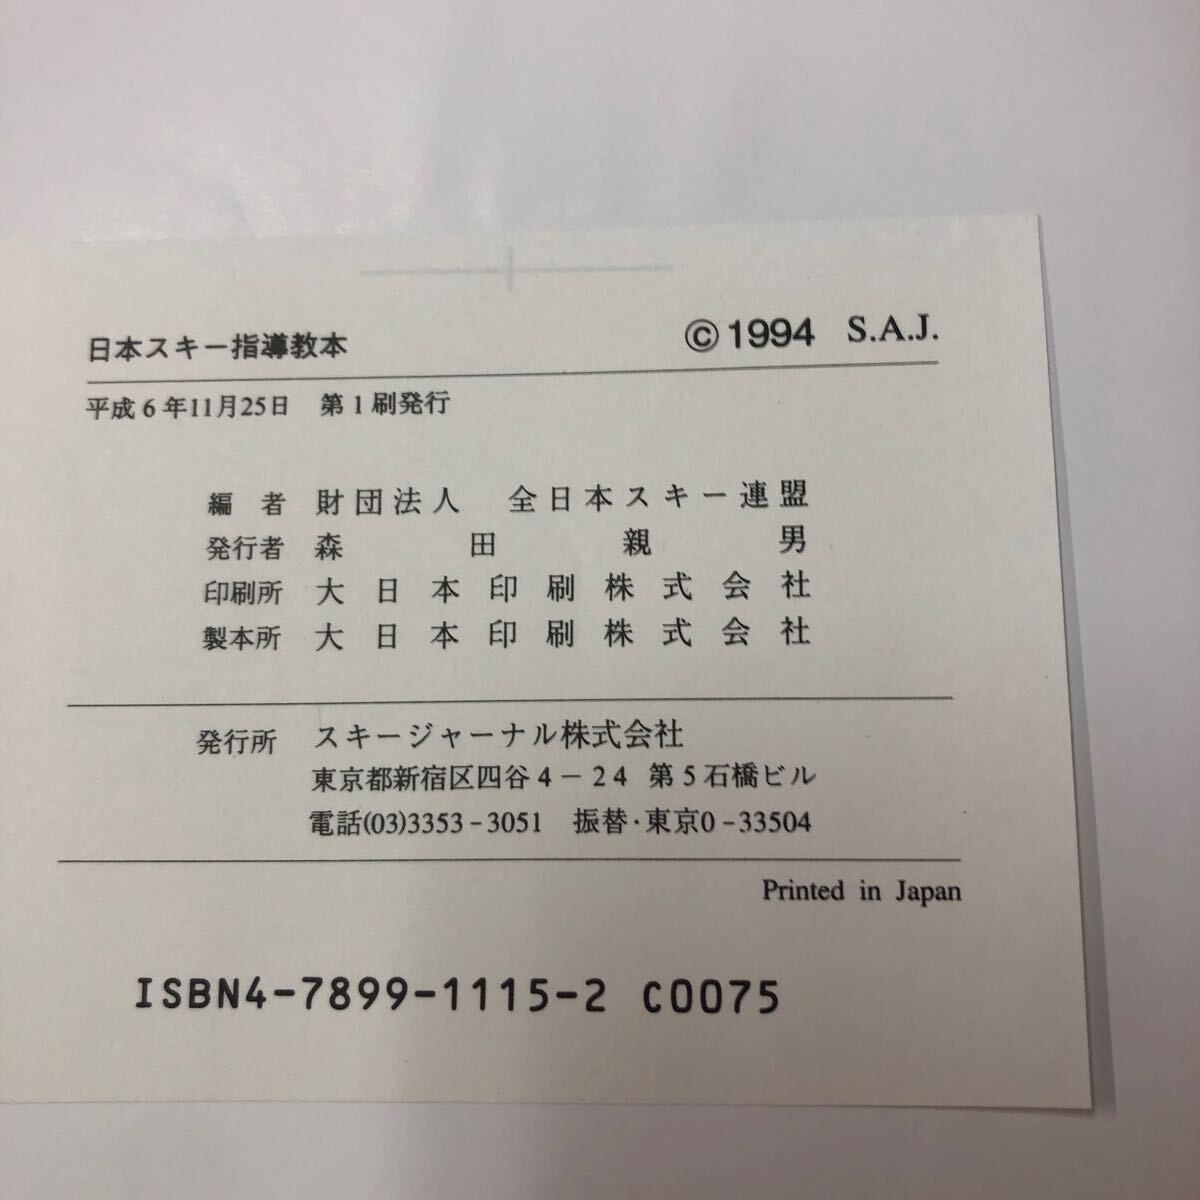 日本スキー指導教本 ©1994 S.A.J.
平成6年11月25日 第1刷発行
編者 財団法人 全日本スキー連盟
発行者 森田親男
印刷所 大日本印刷株式会社
製本所 大日本印刷株式会社
発行所 スキージャーナル株式会社
東京都新宿区四谷4－24 第5石橋ビル
電話(03)3353-3051 振替・東京0-33504
Printed in Japan
ISBN4-7899-1115-2 C0075